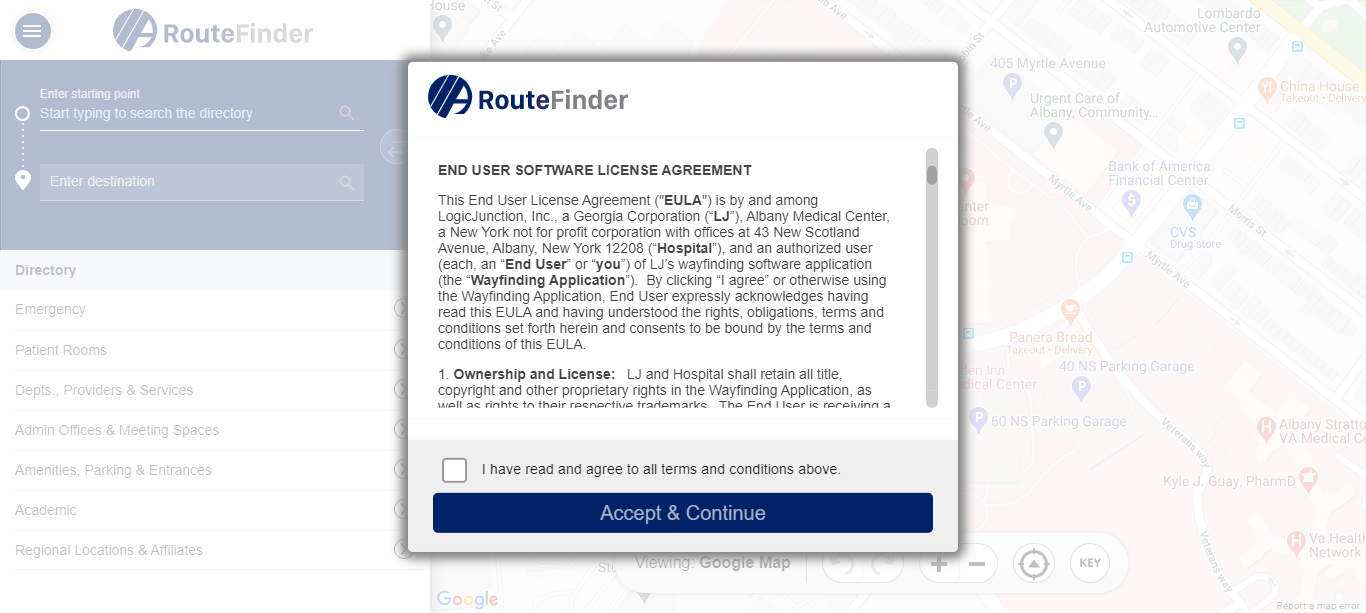 RouteFinder
Enter starting point
Start typing to search the directory
Enter destination
Directory
Emergency
Patient Rooms
Depts., Providers & Services
Admin Offices & Meeting Spaces
Amenities, Parking & Entrances
Academic
Regional Locations & Affiliates
RouteFinder
END USER SOFTWARE LICENSE AGREEMENT
This End User License Agreement ("EULA") is by and among
LogicJunction, Inc., a Georgia Corporation (“LJ”), Albany Medical Center,
a New York not for profit corporation with offices at 43 New Scotland
Avenue, Albany, New York 12208 (“Hospital”), and an authorized user
(each, an “End User” or “you”) of LJ’s wayfinding software application
(the “Wayfinding Application”).  By clicking “I agree” or otherwise using
the Wayfinding Application, End User expressly acknowledges having
read this EULA and having understood the rights, obligations, terms and
conditions set forth herein and consents to be bound by the terms and
conditions of this EULA.
1. Ownership and License:   LJ and Hospital shall retain all title,
copyright and other proprietary rights in the Wayfinding Application, as
well as rights to their respective trademarks.  The End User is receiving a
I have read and agree to all terms and conditions above.
Accept & Continue
House
Lombardo
Automotive Center
405 Myrtle Avenue
P
China House
Takeout • Delivery
Urgent Care of
Albany, Community...
Ave
Myrtle Ave
Bank of America
Financial Center
$
Morris St
CVS
Drug store
Myrtle Ave
Panera Bread
Takeout • Delivery
40 NS Parking Garage
P
P
60 NS Parking Garage
H
Albany Stratto
VA Medical Ce
Veterans way
Kyle J. Guay, PharmD
H
Va Health
Network
Veterans way
Viewing: Google Map
KEY
Google
Report a map error